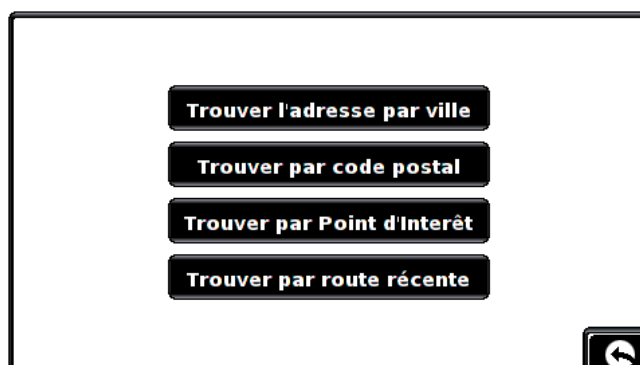 Trouver l'adresse par ville
Trouver par code postal
Trouver par Point d'Interêt
Trouver par route récente